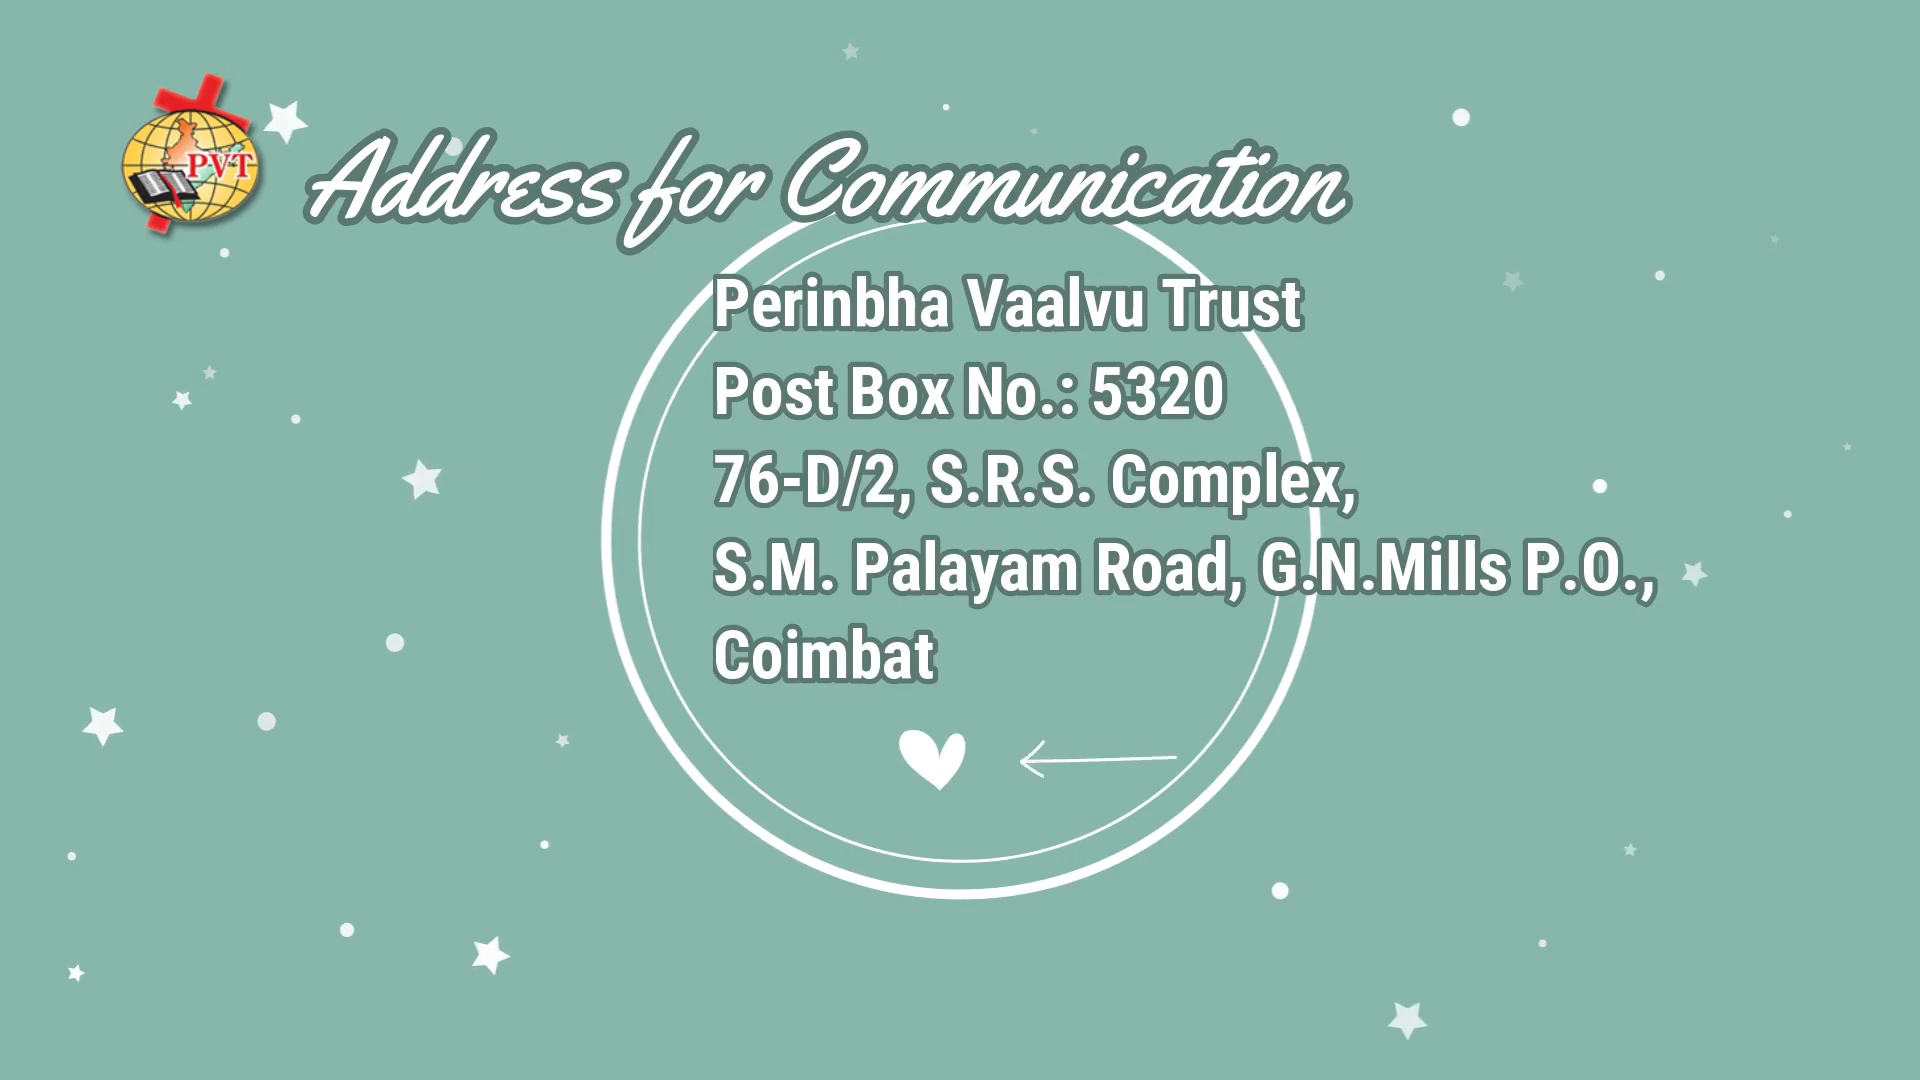 PVT
Address for Communication
Perinbha Vaalvu Trust
Post Box No.: 5320
76-D/2, S.R.S. Complex,
S.M. Palayam Road, G.N.Mills P.O.,
Coimbat